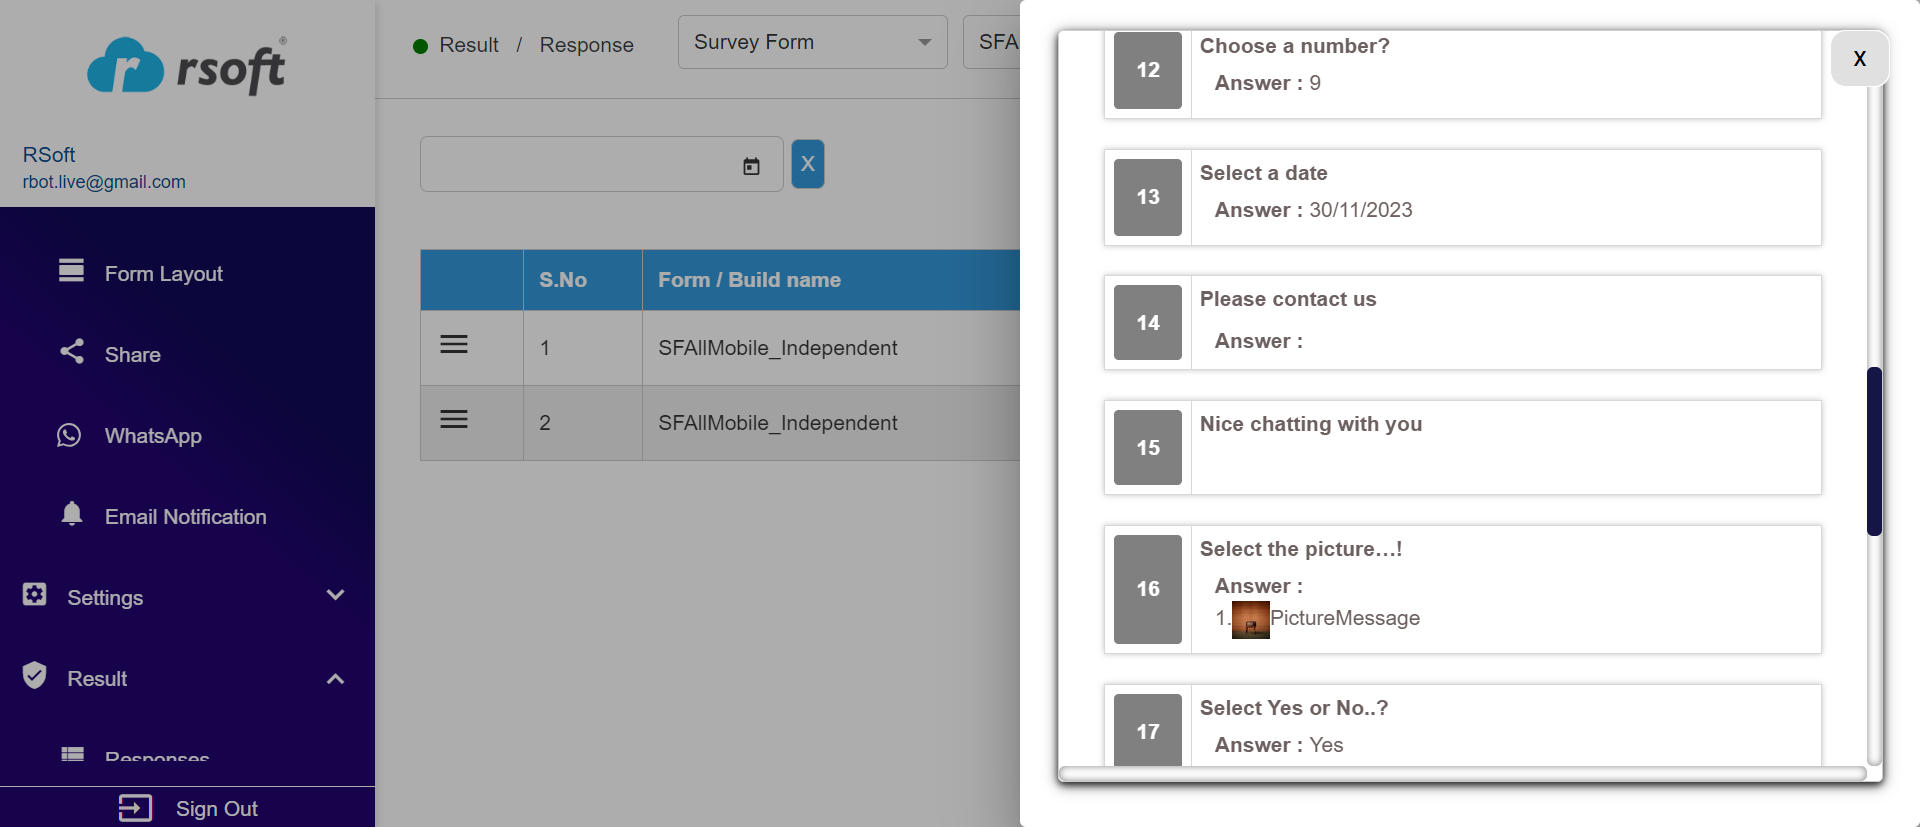 rsoft®
RSoft
rbot.live@gmail.com
Form Layout
Share
WhatsApp
Email Notification
Settings
Result
Responses
Sign Out
Result / Response
Survey Form
SFA
X
S.No Form / Build name
1 SFAllMobile_Independent
2 SFAllMobile_Independent
X
12 Choose a number?
Answer : 9
13 Select a date
Answer : 30/11/2023
14 Please contact us
Answer :
15 Nice chatting with you
16 Select the picture...!
Answer :
1. PictureMessage
17 Select Yes or No..?
Answer : Yes